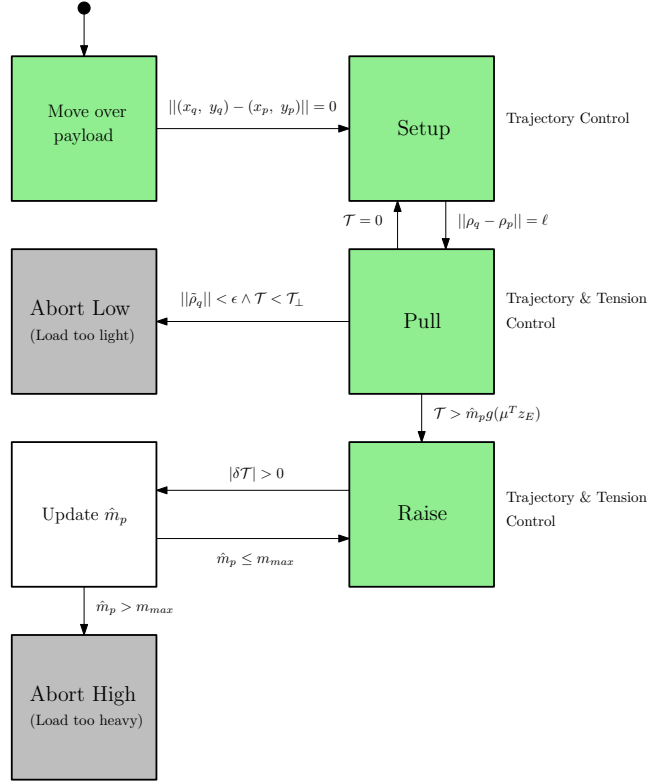 Move over
payload
||(x_q, y_q) − (x_p, y_p)|| = 0
Setup
Trajectory Control
𝒯 = 0
||ρ_q − ρ_p|| = ℓ
Abort Low
(Load too light)
||ρ̃_q|| < ϵ ∧ 𝒯 < 𝒯_⊥
Pull
Trajectory & Tension
Control
𝒯 > m̂_p g(μ^T z_E)
Update m̂_p
|δ𝒯| > 0
Raise
Trajectory & Tension
Control
m̂_p ≤ m_max
m̂_p > m_max
Abort High
(Load too heavy)